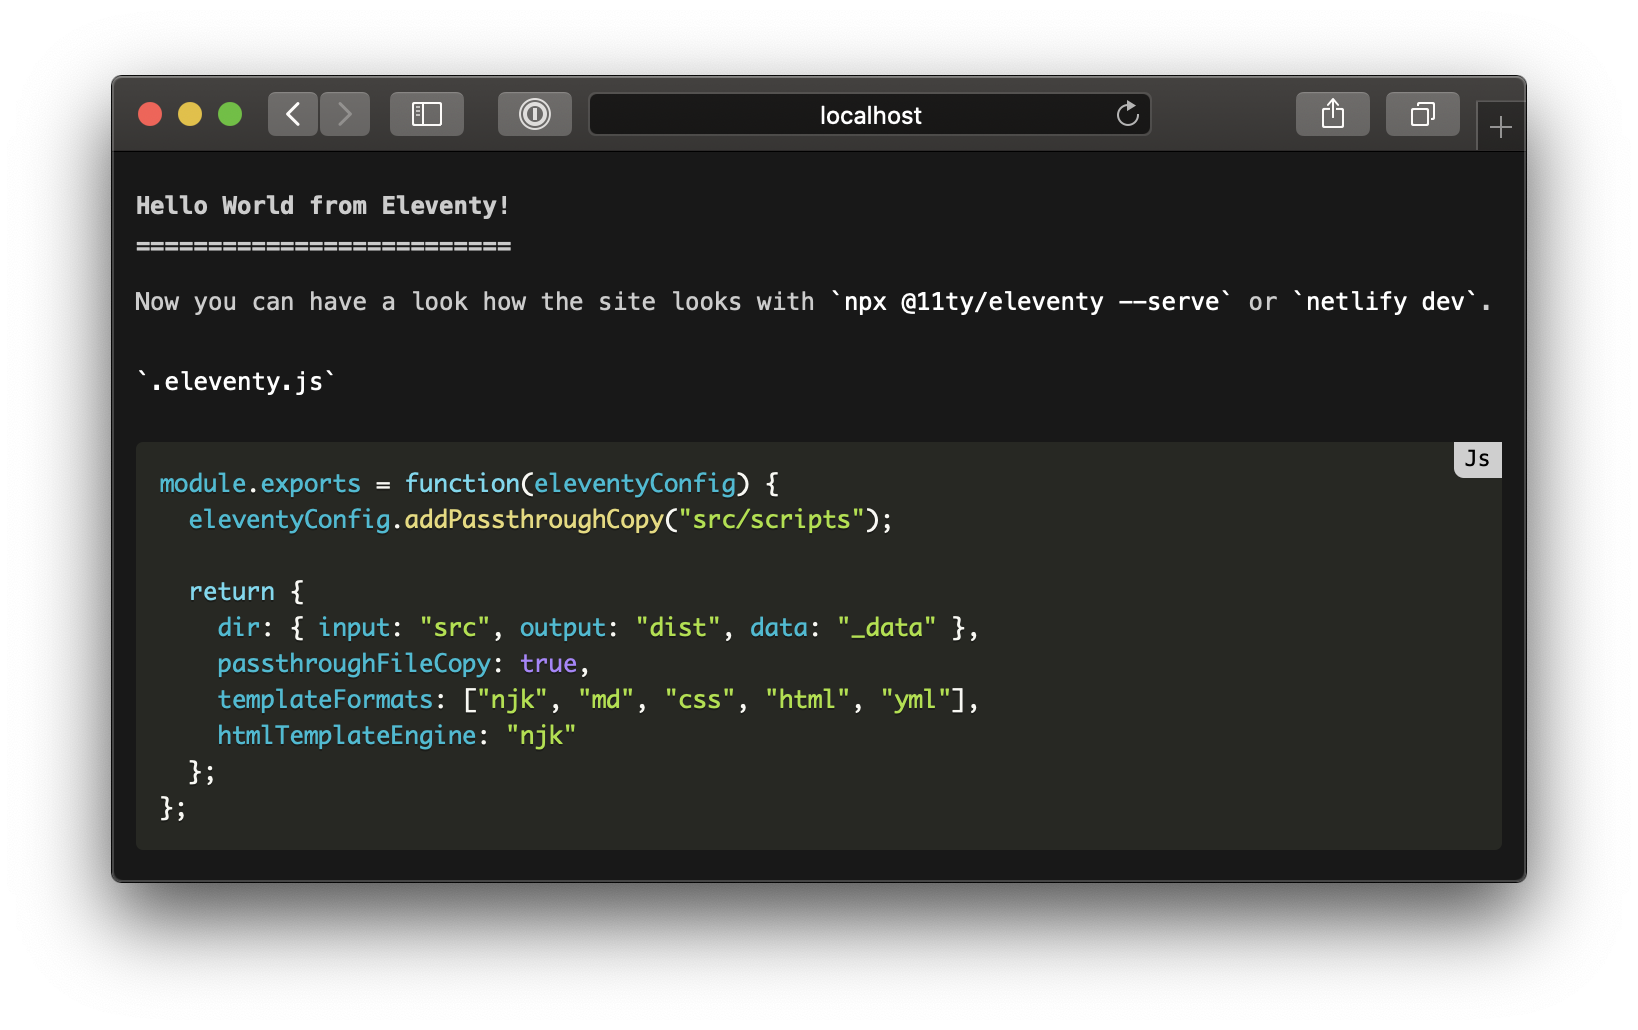 localhost
Hello World from Eleventy!
==========================
Now you can have a look how the site looks with `npx @11ty/eleventy --serve` or `netlify dev`.
`.eleventy.js`
Js
module.exports = function(eleventyConfig) {
  eleventyConfig.addPassthroughCopy("src/scripts");
  return {
    dir: { input: "src", output: "dist", data: "_data" },
    passthroughFileCopy: true,
    templateFormats: ["njk", "md", "css", "html", "yml"],
    htmlTemplateEngine: "njk"
  };
};